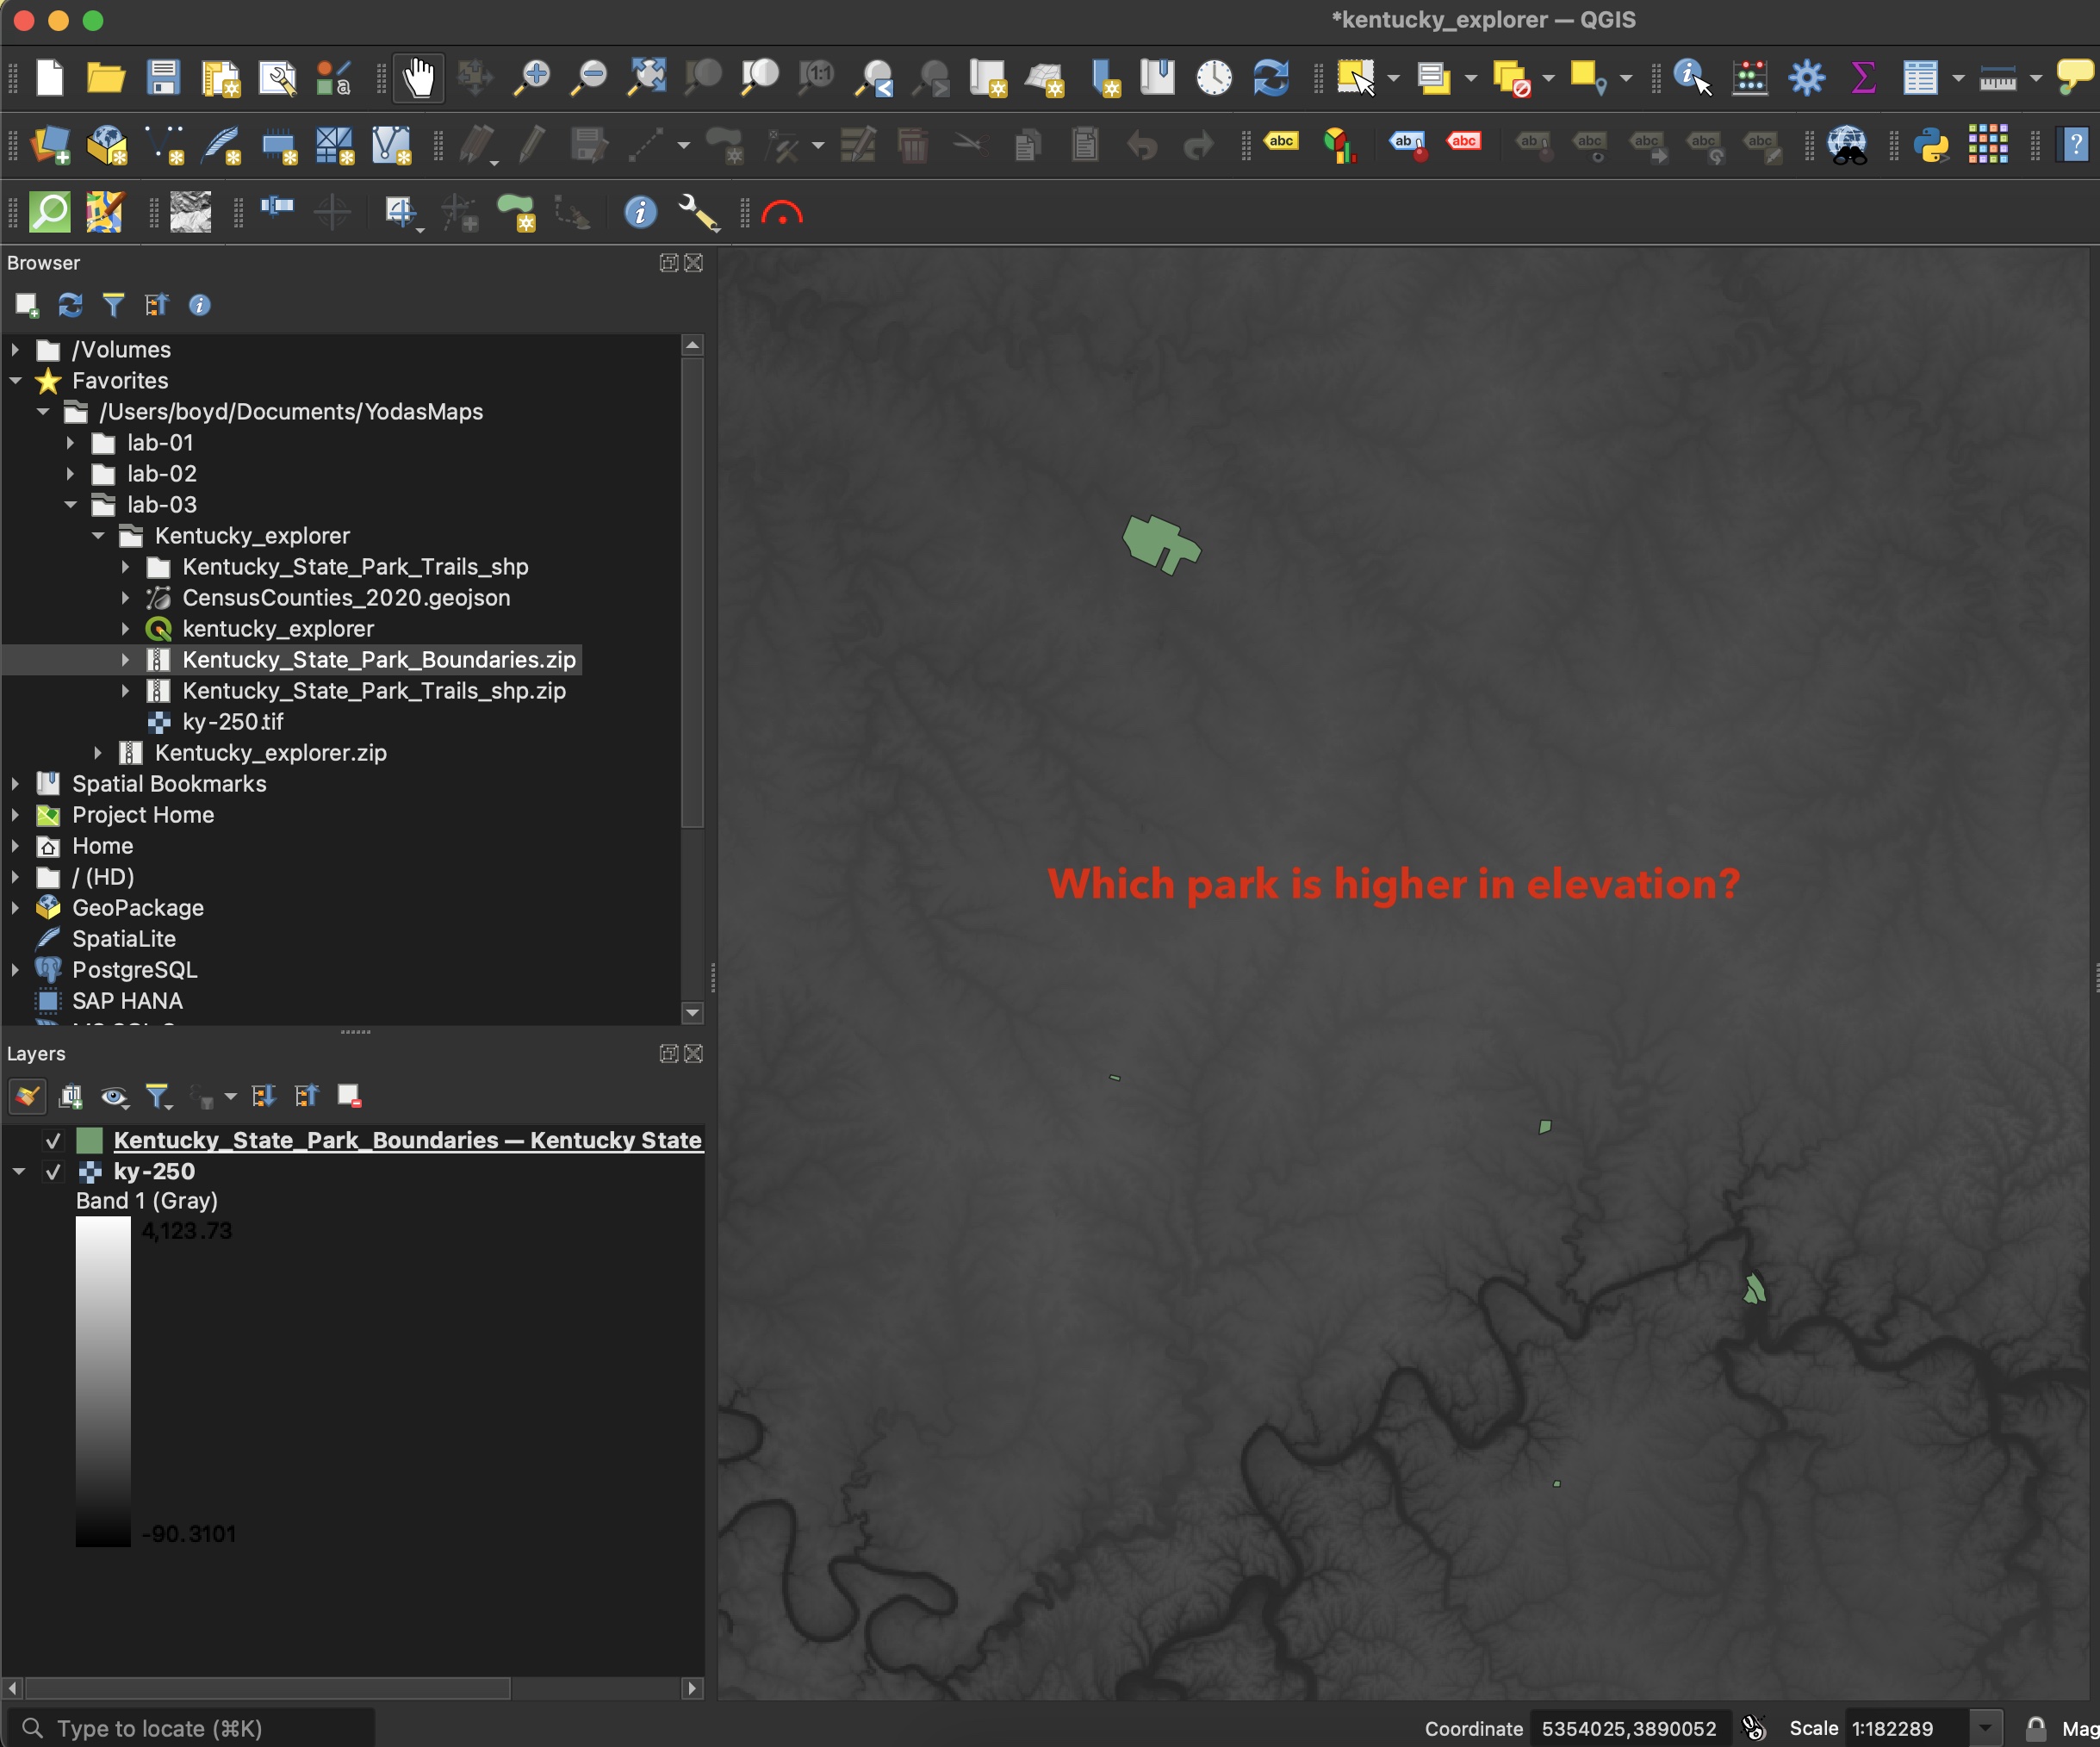 *kentucky_explorer — QGIS
Browser
/Volumes
Favorites
/Users/boyd/Documents/YodasMaps
lab-01
lab-02
lab-03
Kentucky_explorer
Kentucky_State_Park_Trails_shp
CensusCounties_2020.geojson
kentucky_explorer
Kentucky_State_Park_Boundaries.zip
Kentucky_State_Park_Trails_shp.zip
ky-250.tif
Kentucky_explorer.zip
Spatial Bookmarks
Project Home
Home
/ (HD)
GeoPackage
SpatiaLite
PostgreSQL
SAP HANA
Which park is higher in elevation?
Layers
Kentucky_State_Park_Boundaries — Kentucky State
ky-250
Band 1 (Gray)
4,123.73
-90.3101
Type to locate (⌘K)
Coordinate 5354025,3890052 Scale 1:182289 Mag